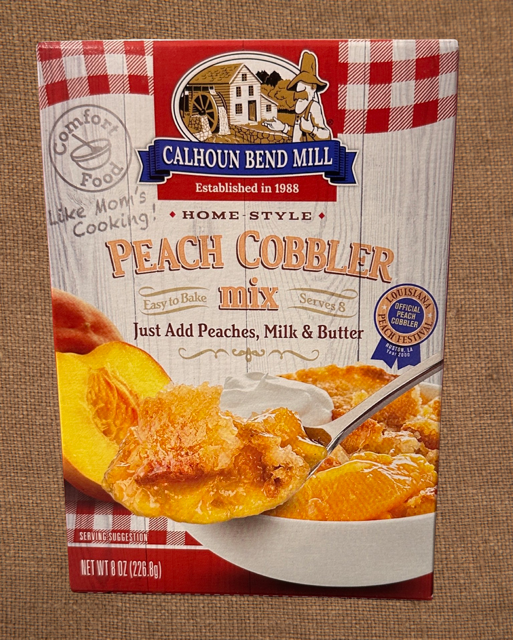 CALHOUN BEND MILL
Established in 1988
Comfort
Food
Like Mom's
Cooking!
HOME-STYLE
PEACH COBBLER
mix
Easy to Bake
Serves 8
Just Add Peaches, Milk & Butter
LOUISIANA
OFFICIAL
PEACH
COBBLER
PEACH FESTIVAL
RUSTON, LA
SERVING SUGGESTION
NET WT 8 OZ (226.8g)